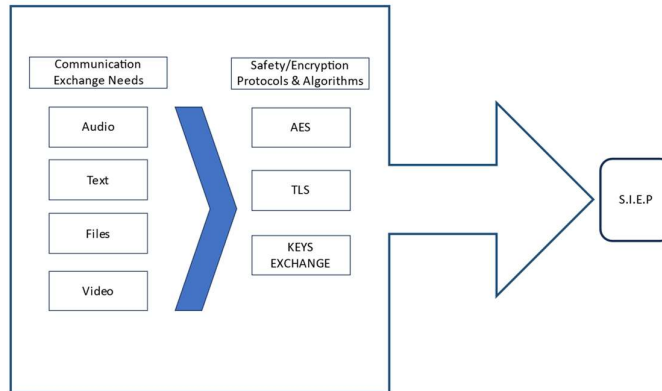 Communication
Exchange Needs
Safety/Encryption
Protocols & Algorithms
Audio
Text
Files
Video
AES
TLS
KEYS
EXCHANGE
S.I.E.P